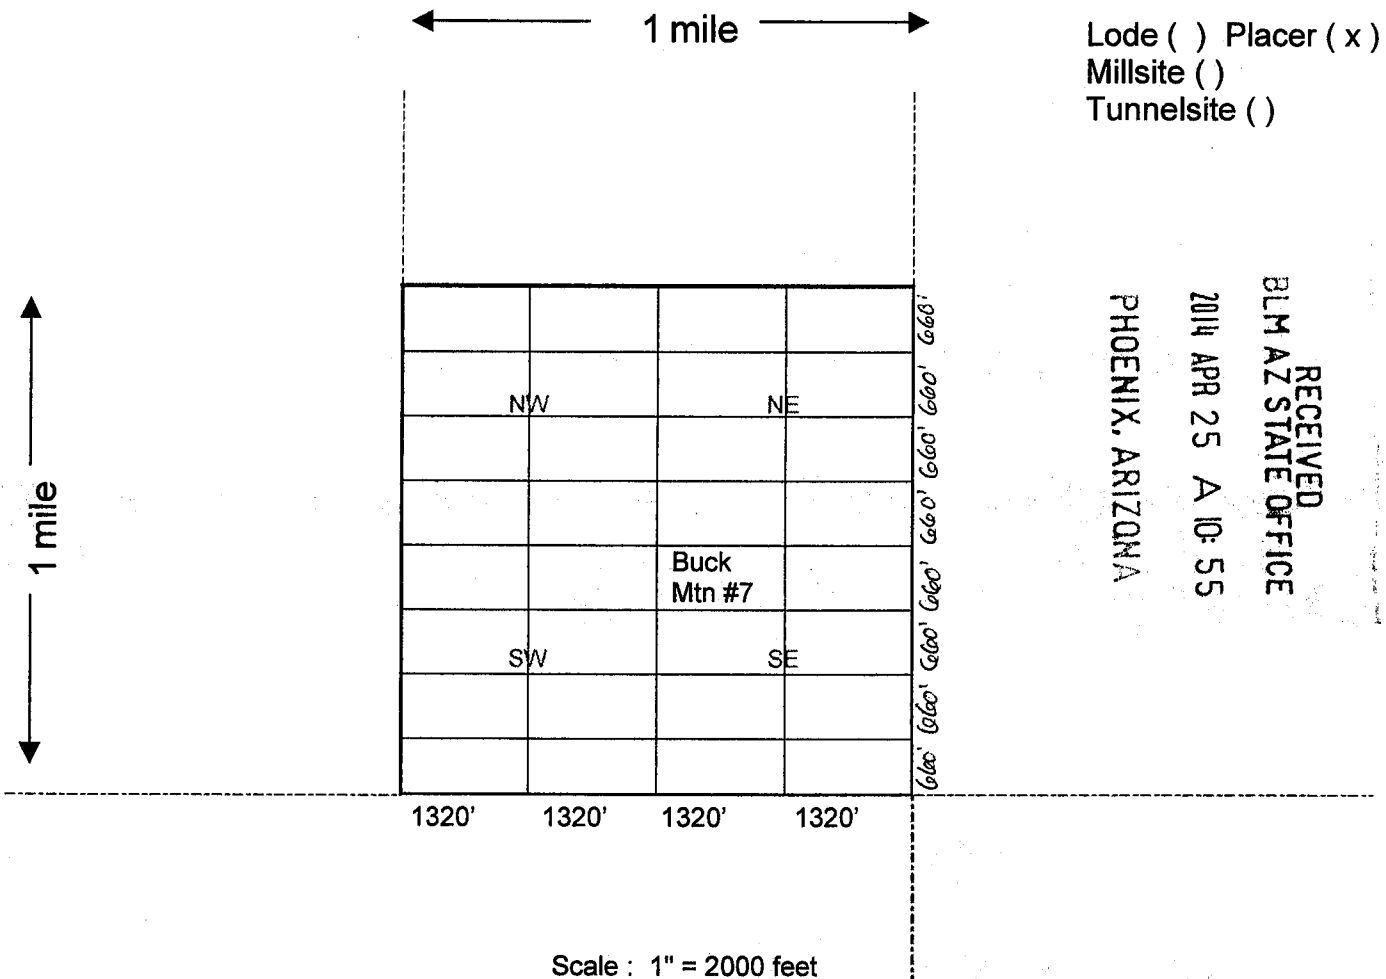 1 mile
Lode ( ) Placer ( x )
Millsite ( )
Tunnelsite ( )
1 mile
NW
NE
Buck
Mtn #7
SW
SE
660'
660'
660'
660'
660'
660'
660'
660'
1320' 1320' 1320' 1320'
RECEIVED
BLM AZ STATE OFFICE
2014 APR 25 A 10:55
PHOENIX, ARIZONA
Scale : 1" = 2000 feet